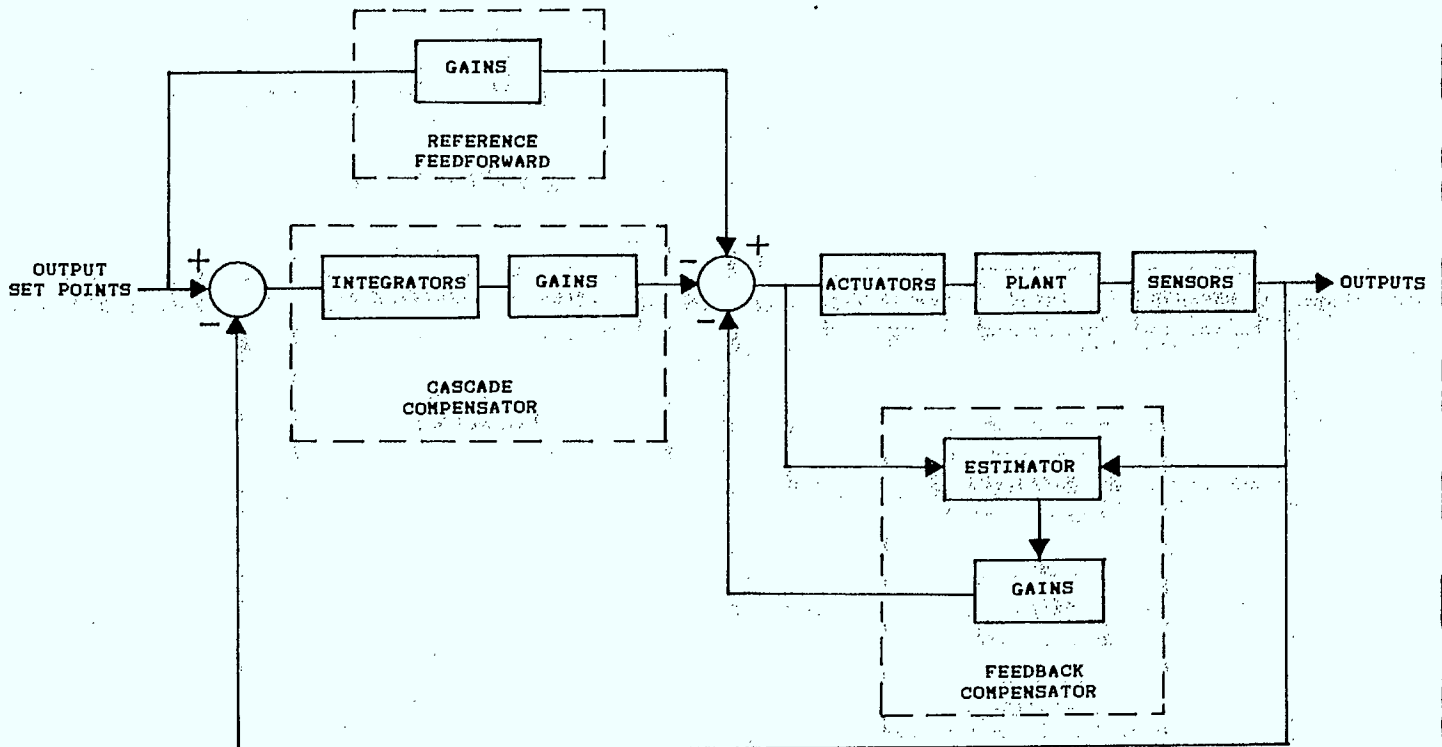 GAINS
REFERENCE
FEEDFORWARD
+
-
+
OUTPUT
SET POINTS
INTEGRATORS
GAINS
ACTUATORS
PLANT
SENSORS
OUTPUTS
-
-
CASCADE
COMPENSATOR
ESTIMATOR
GAINS
FEEDBACK
COMPENSATOR